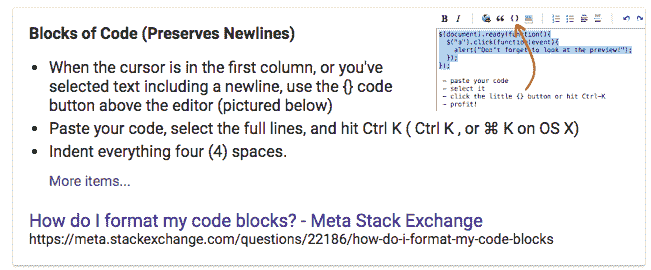 Blocks of Code (Preserves Newlines)
When the cursor is in the first column, or you've
selected text including a newline, use the {} code
button above the editor (pictured below)
Paste your code, select the full lines, and hit Ctrl K ( Ctrl K , or ⌘ K on OS X)
Indent everything four (4) spaces.
More items...
B I
$(document).ready(function(){
$("a").click(function(event){
alert("Don't forget to look at the preview!");
});
});
- paste your code
- select it
- click the little {} button or hit Ctrl-K
- profit!
How do I format my code blocks? - Meta Stack Exchange
https://meta.stackexchange.com/questions/22186/how-do-i-format-my-code-blocks